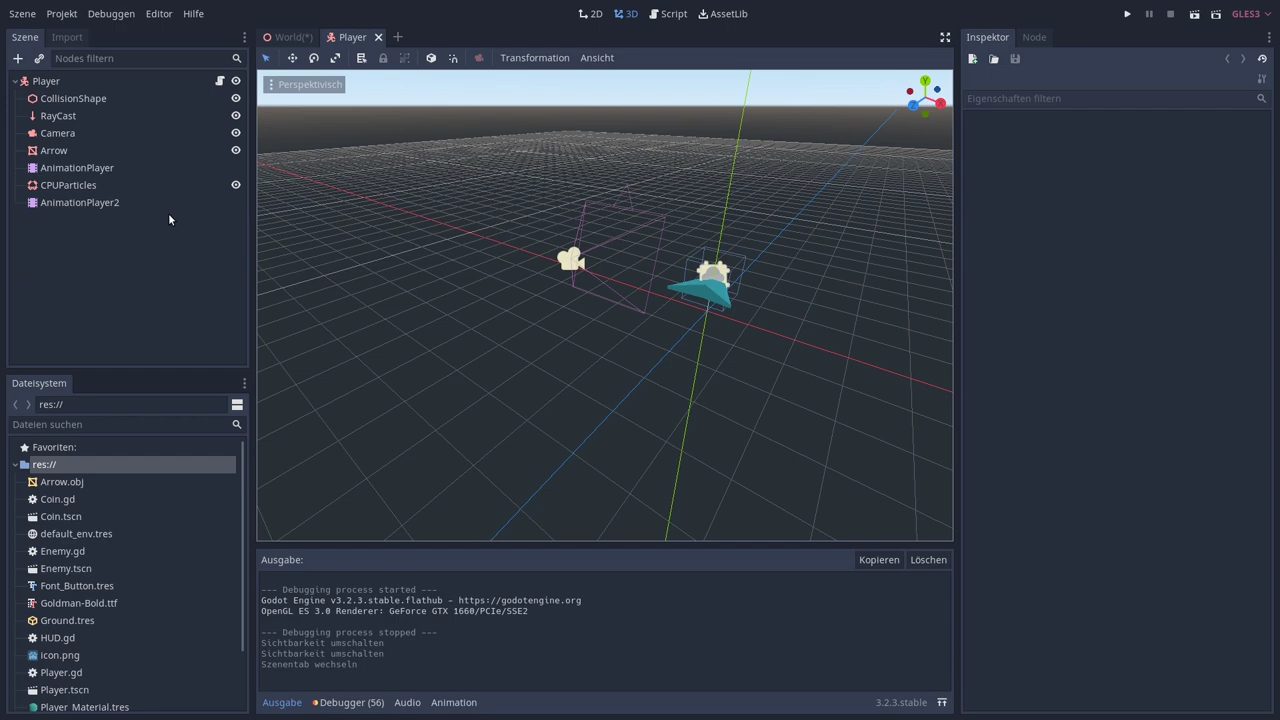 Szene Projekt Debuggen Editor Hilfe
2D 3D Script AssetLib
GLES3
Szene Import
Nodes filtern
Player
CollisionShape
RayCast
Camera
Arrow
AnimationPlayer
CPUParticles
AnimationPlayer2
Dateisystem
res://
Dateien suchen
Favoriten:
res://
Arrow.obj
Coin.gd
Coin.tscn
default_env.tres
Enemy.gd
Enemy.tscn
Font_Button.tres
Goldman-Bold.ttf
Ground.tres
HUD.gd
icon.png
Player.gd
Player.tscn
Player_Material.tres
World(*) Player
Transformation Ansicht
Perspektivisch
Y
X
Z
Ausgabe:
Kopieren Löschen
--- Debugging process started ---
Godot Engine v3.2.3.stable.flathub - https://godotengine.org
OpenGL ES 3.0 Renderer: GeForce GTX 1660/PCIe/SSE2
--- Debugging process stopped ---
Sichtbarkeit umschalten
Sichtbarkeit umschalten
Szenentab wechseln
Ausgabe Debugger (56) Audio Animation
3.2.3.stable
Inspektor Node
Eigenschaften filtern